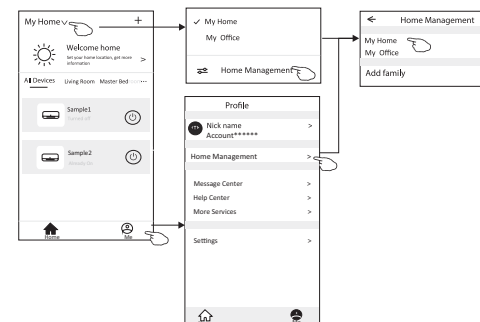 My Home
+
Welcome home
Set your home location, get more
information
>
All Devices Living Room Master Bed ...
Sample1
Turned off
Sample2
Home
Me
✓ My Home
My Office
Home Management
Profile
Nick name >
Account******
Home Management >
Message Center >
Help Center >
More Services >
Settings >
← Home Management
My Home
My Office
Add family